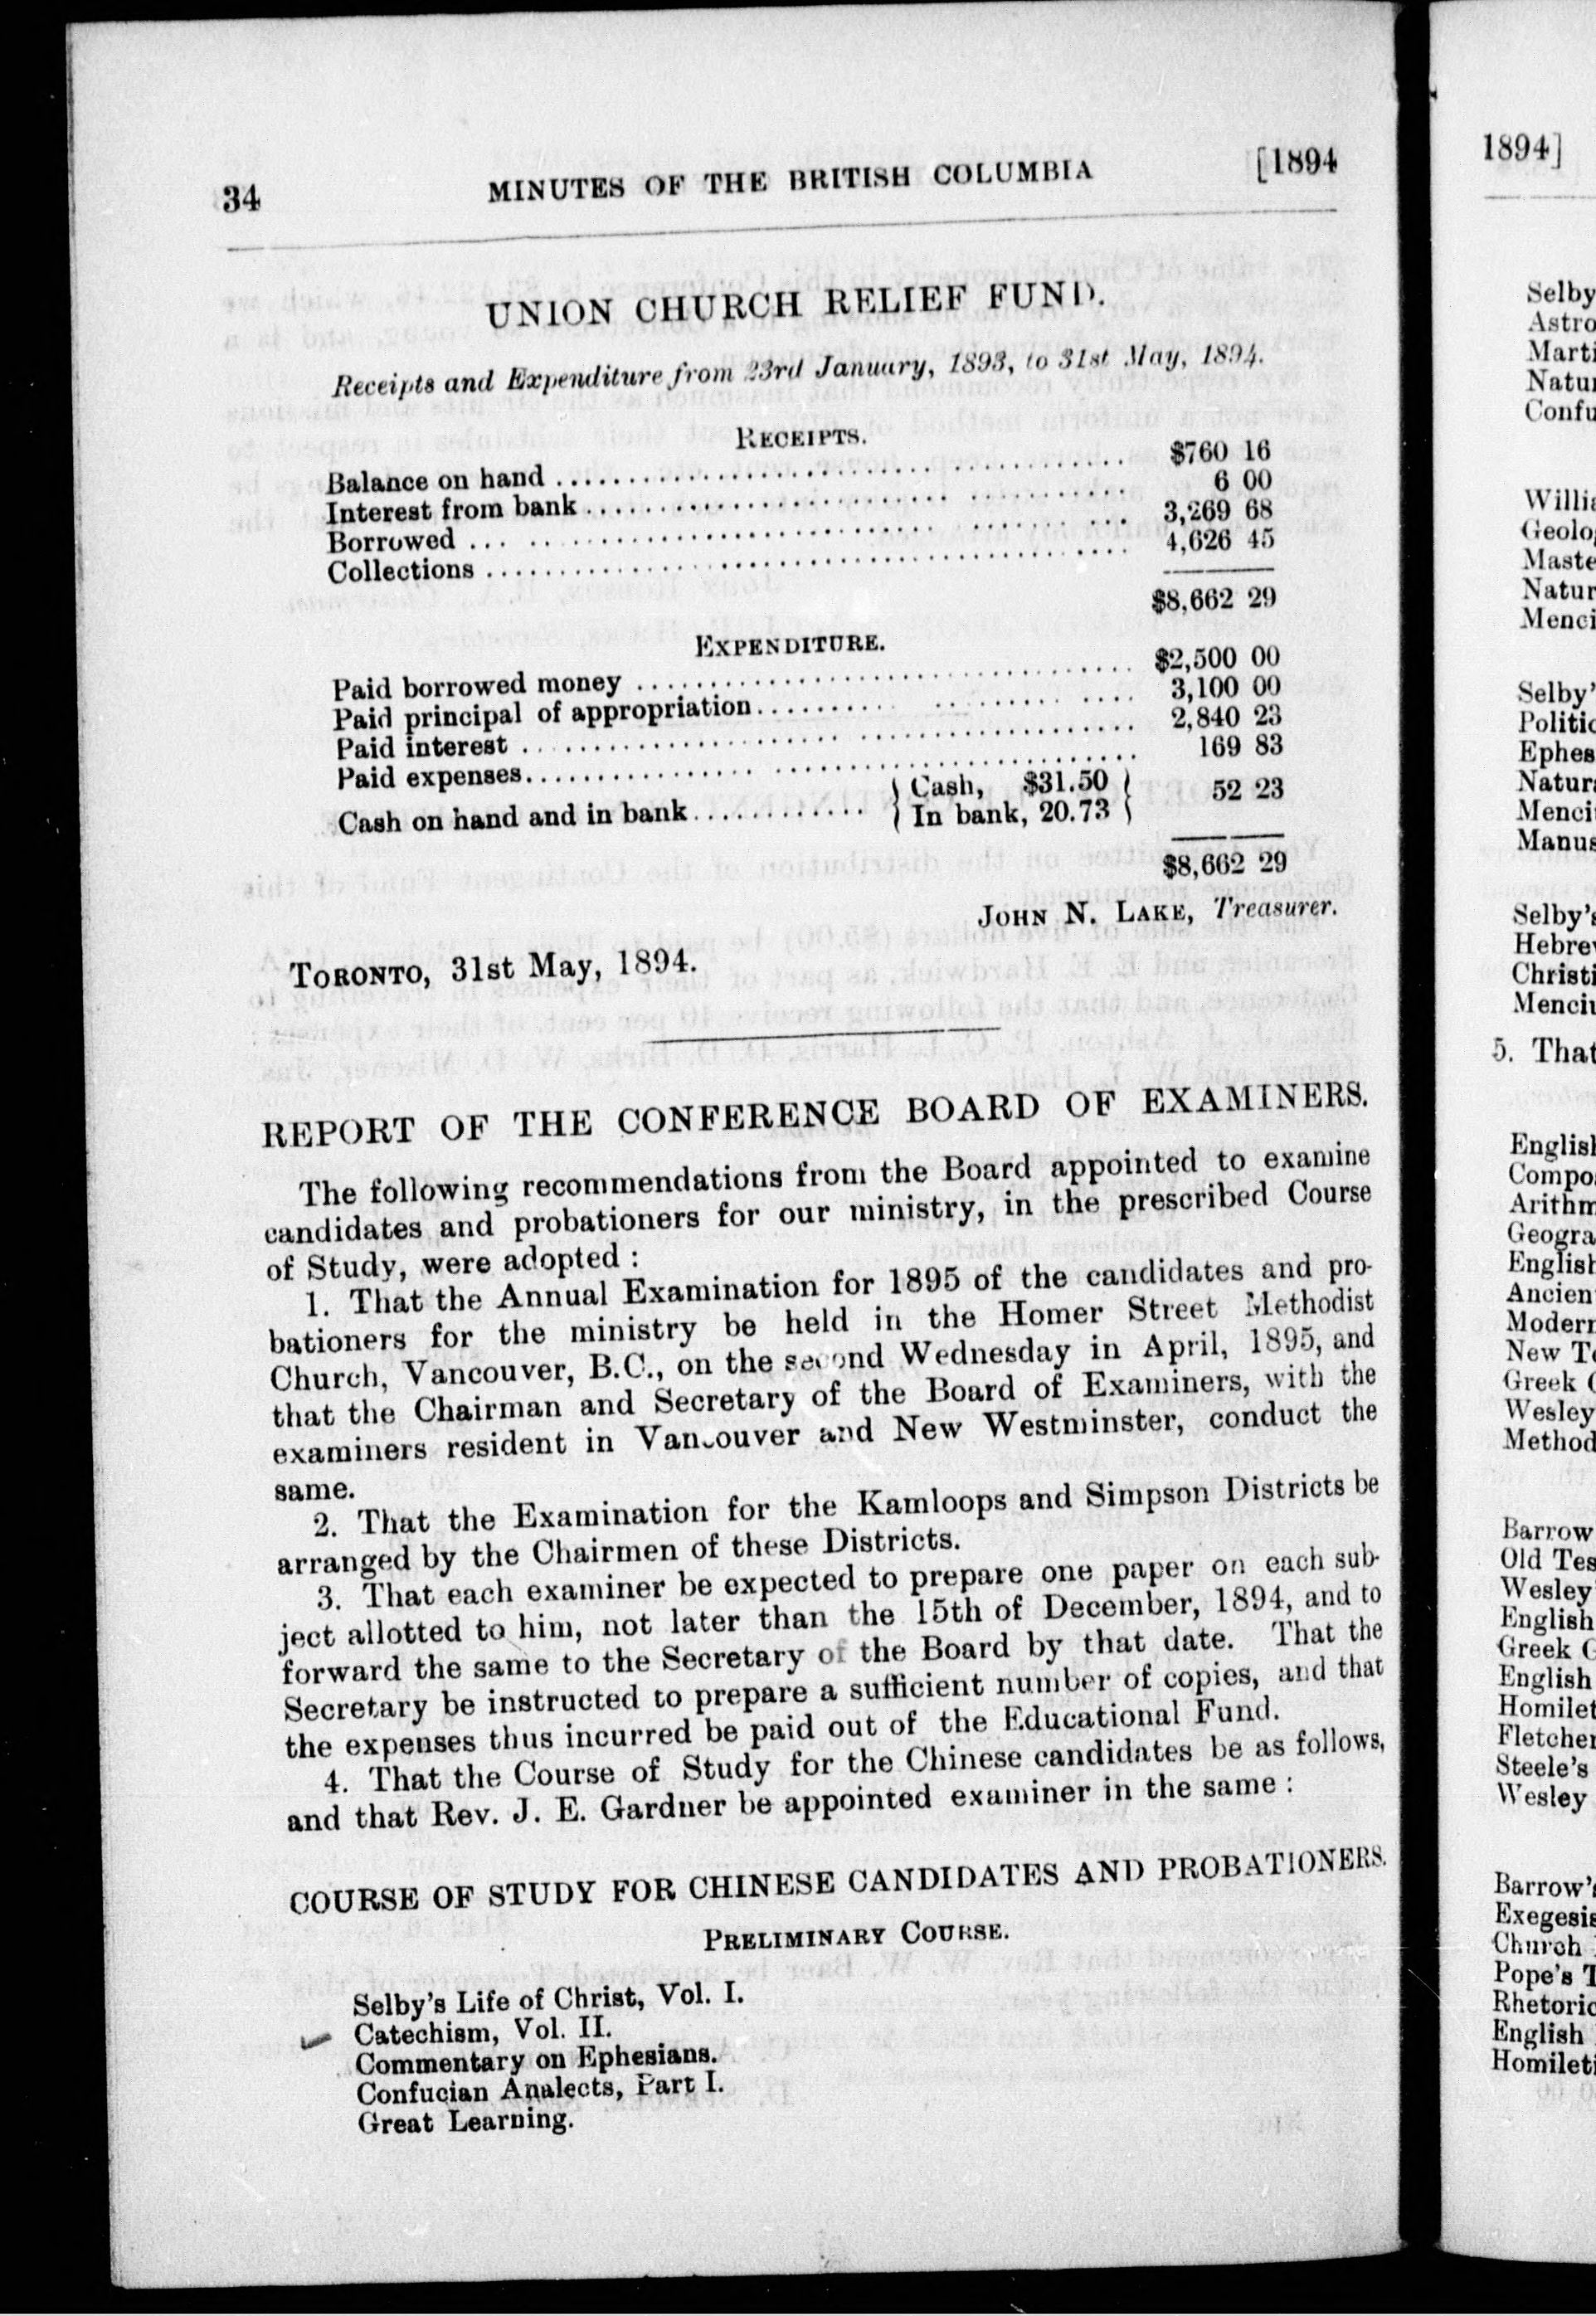 34 MINUTES OF THE BRITISH COLUMBIA [1894
UNION CHURCH RELIEF FUND.
Receipts and Expenditure from 23rd January, 1893, to 31st May, 1894.
RECEIPTS.
Balance on hand ........ $760 16
Interest from bank ........ 6 00
Borrowed ........ 3,269 68
Collections ........ 4,626 45
$8,662 29
EXPENDITURE.
Paid borrowed money ........ $2,500 00
Paid principal of appropriation ........ 3,100 00
Paid interest ........ 2,840 23
Paid expenses ........ 169 83
Cash on hand and in bank ........ { Cash, $31.50 } 52 23
{ In bank, 20.73 }
$8,662 29
JOHN N. LAKE, Treasurer.
TORONTO, 31st May, 1894.
REPORT OF THE CONFERENCE BOARD OF EXAMINERS.
The following recommendations from the Board appointed to examine
candidates and probationers for our ministry, in the prescribed Course
of Study, were adopted :
1. That the Annual Examination for 1895 of the candidates and pro-
bationers for the ministry be held in the Homer Street Methodist
Church, Vancouver, B.C., on the second Wednesday in April, 1895, and
that the Chairman and Secretary of the Board of Examiners, with the
examiners resident in Vancouver and New Westminster, conduct the
same.
2. That the Examination for the Kamloops and Simpson Districts be
arranged by the Chairmen of these Districts.
3. That each examiner be expected to prepare one paper on each sub-
ject allotted to him, not later than the 15th of December, 1894, and to
forward the same to the Secretary of the Board by that date. That the
Secretary be instructed to prepare a sufficient number of copies, and that
the expenses thus incurred be paid out of the Educational Fund.
4. That the Course of Study for the Chinese candidates be as follows,
and that Rev. J. E. Gardner be appointed examiner in the same :
COURSE OF STUDY FOR CHINESE CANDIDATES AND PROBATIONERS.
PRELIMINARY COURSE.
Selby's Life of Christ, Vol. I.
Catechism, Vol. II.
Commentary on Ephesians.
Confucian Analects, Part I.
Great Learning.
1894]
Selby
Astro
Marti
Natur
Confu
Willia
Geolo
Maste
Natur
Menci
Selby'
Politic
Ephes
Natura
Menci
Manus
Selby's
Hebre
Christi
Menciu
5. That
English
Compo
Arithm
Geogra
English
Ancien
Modern
New T
Greek
Wesley
Method
Barrow
Old Tes
Wesley
English
Greek
English
Homilet
Fletcher
Steele's
Wesley
Barrow's
Exegesis
Church
Pope's
Rhetoric
English
Homileti